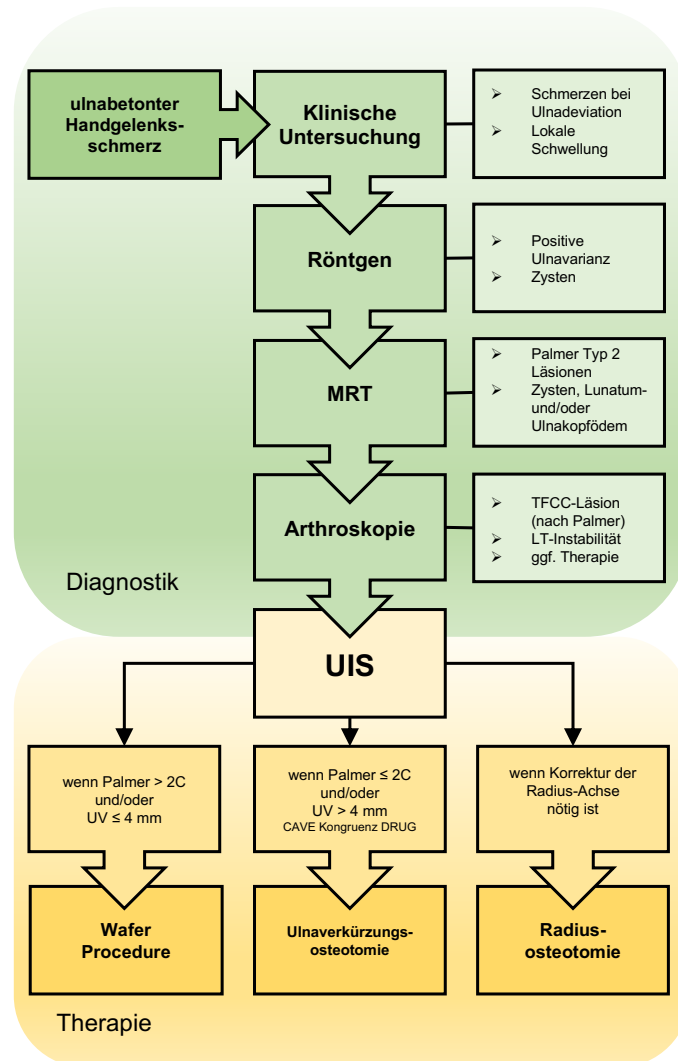 ulnabetonter
Handgelenks-
schmerz
Klinische
Untersuchung
➢ Schmerzen bei
Ulnadeviation
➢ Lokale
Schwellung
Röntgen
➢ Positive
Ulnavarianz
➢ Zysten
MRT
➢ Palmer Typ 2
Läsionen
➢ Zysten, Lunatum-
und/oder
Ulnakopfödem
Arthroskopie
➢ TFCC-Läsion
(nach Palmer)
➢ LT-Instabilität
➢ ggf. Therapie
Diagnostik
UIS
wenn Palmer > 2C
und/oder
UV ≤ 4 mm
wenn Palmer ≤ 2C
und/oder
UV > 4 mm
CAVE Kongruenz DRUG
wenn Korrektur der
Radius-Achse
nötig ist
Wafer
Procedure
Ulnaverkürzungs-
osteotomie
Radius-
osteotomie
Therapie